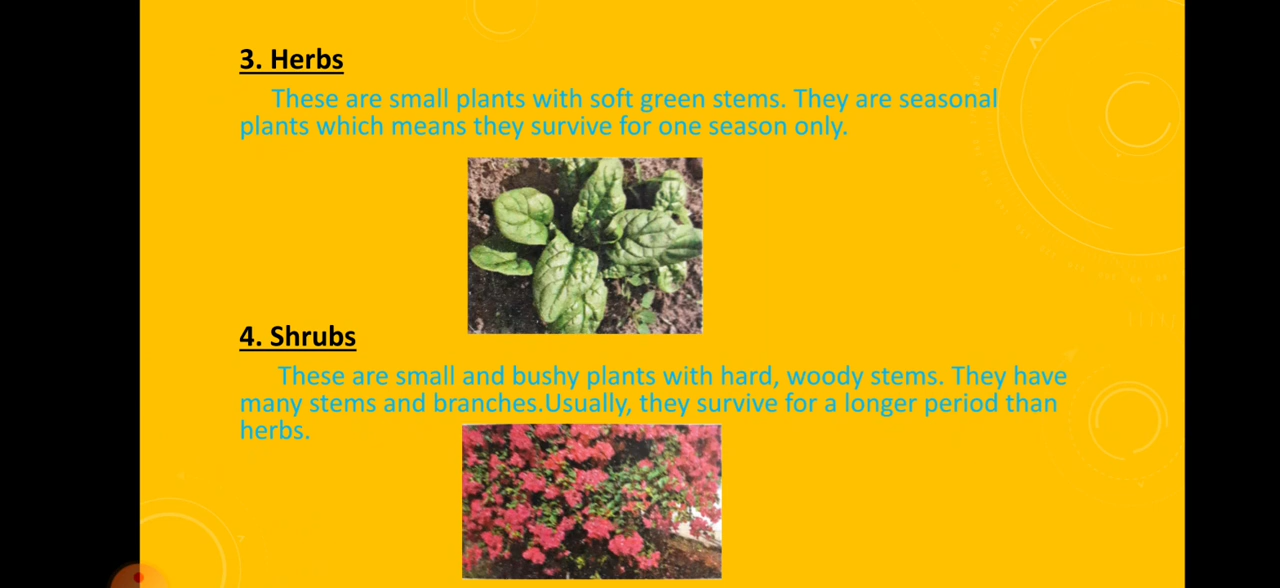 3. Herbs
These are small plants with soft green stems. They are seasonal
plants which means they survive for one season only.
4. Shrubs
These are small and bushy plants with hard, woody stems. They have
many stems and branches.Usually, they survive for a longer period than
herbs.